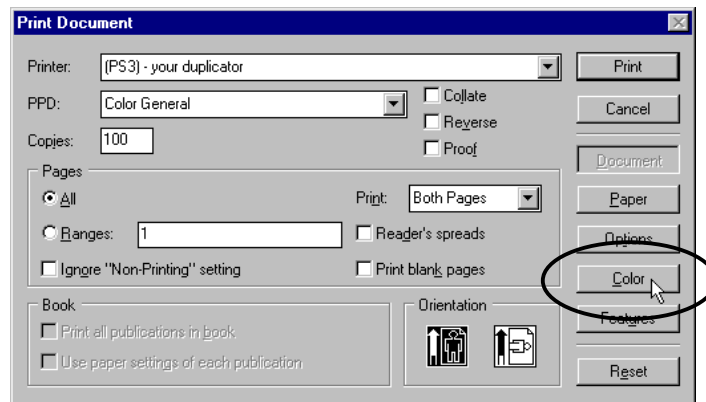 Print Document
Printer: (PS3) - your duplicator Print
PPD: Color General Collate Cancel
Reverse
Copies: 100 Proof
Document
Pages
All Print: Both Pages Paper
Ranges: 1 Reader's spreads Options
Ignore "Non-Printing" setting Print blank pages Color
Book Orientation Features
Print all publications in book
Use paper settings of each publication Reset